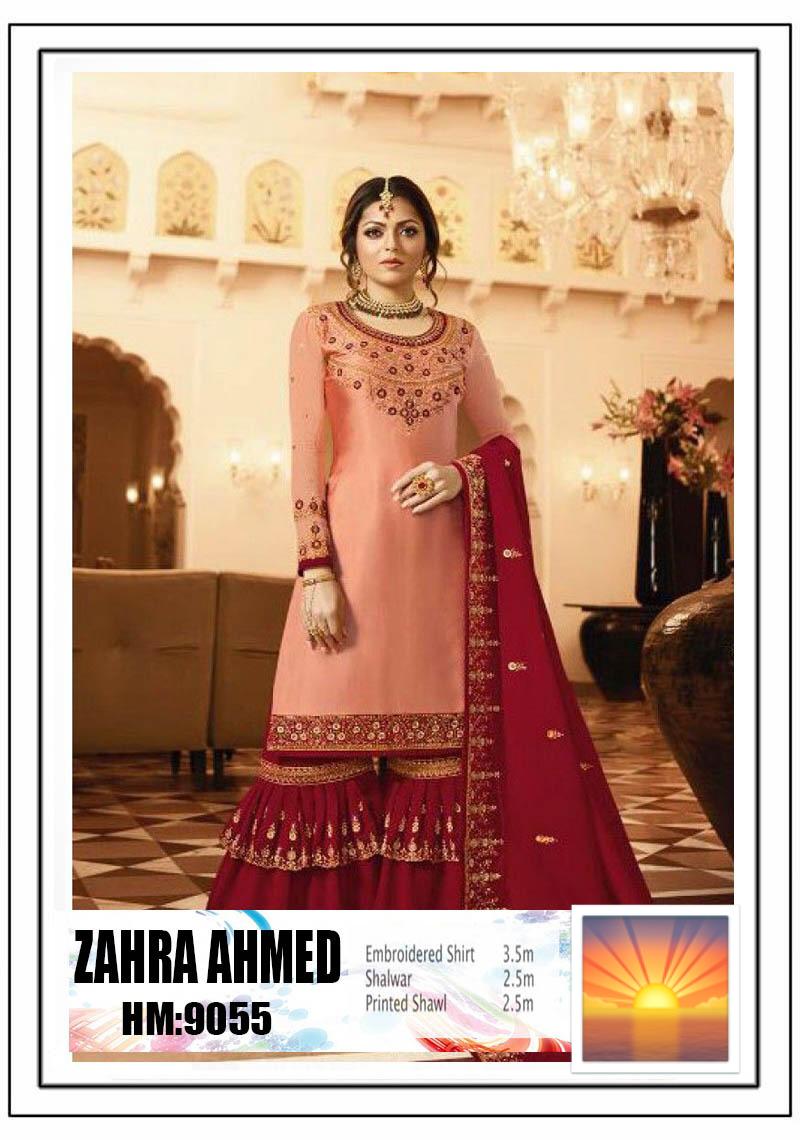 ZAHRA AHMED
HM:9055
Embroidered Shirt 3.5m
Shalwar 2.5m
Printed Shawl 2.5m